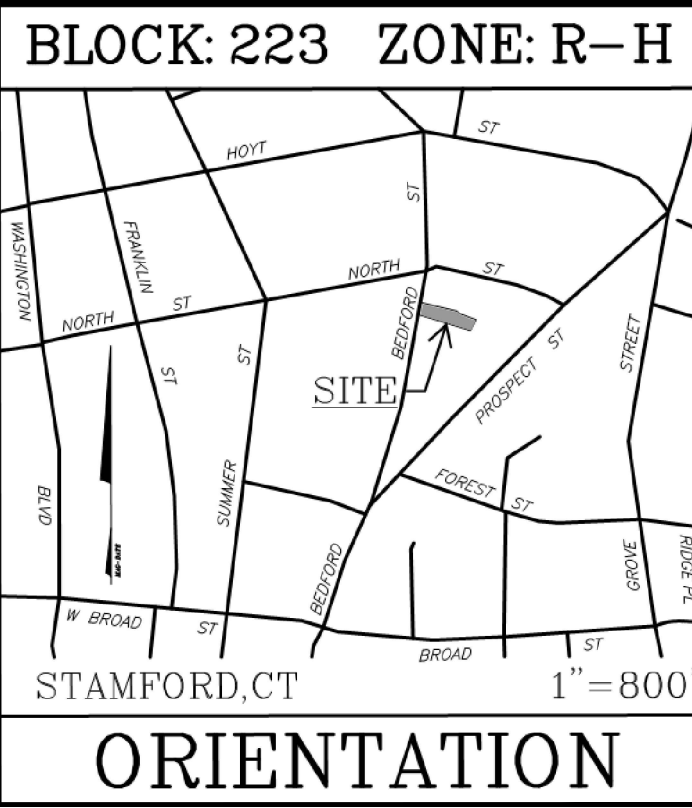 BLOCK: 223 ZONE: R-H
ST
HOYT
ST
WASHINGTON
FRANKLIN
NORTH
ST
ST
NORTH
BEDFORD
ST
ST
ST
SITE
PROSPECT
ST
STREET
BLVD
SUMMER
FOREST
ST
BEDFORD
GROVE
RIDGE PL
W BROAD
ST
BROAD
ST
STAMFORD,CT
1"=800'
ORIENTATION